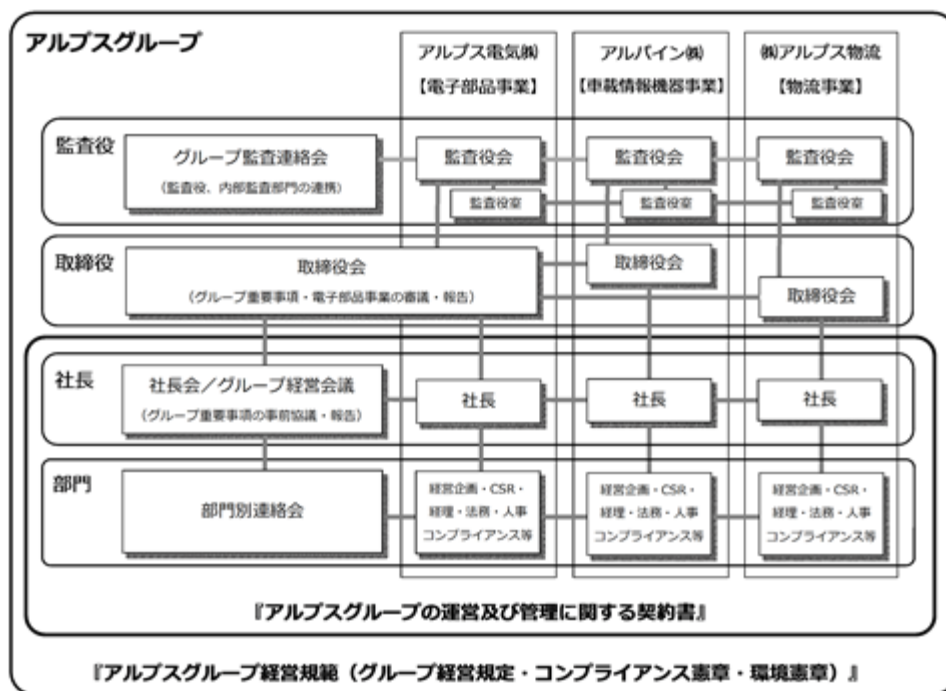 アルプスグループ
アルプス電気㈱
【電子部品事業】
アルパイン㈱
【車載情報機器事業】
㈱アルプス物流
【物流事業】
監査役
グループ監査連絡会
（監査役、内部監査部門の連携）
監査役会
監査役会
監査役会
監査役室
監査役室
監査役室
取締役
取締役会
（グループ重要事項・電子部品事業の審議・報告）
取締役会
取締役会
社長
社長会／グループ経営会議
（グループ重要事項の事前協議・報告）
社長
社長
社長
部門
部門別連絡会
経営企画・CSR・
経理・法務・人事
コンプライアンス等
経営企画・CSR・
経理・法務・人事
コンプライアンス等
経営企画・CSR・
経理・法務・人事
コンプライアンス等
『アルプスグループの運営及び管理に関する契約書』
『アルプスグループ経営規範（グループ経営規定・コンプライアンス憲章・環境憲章）』